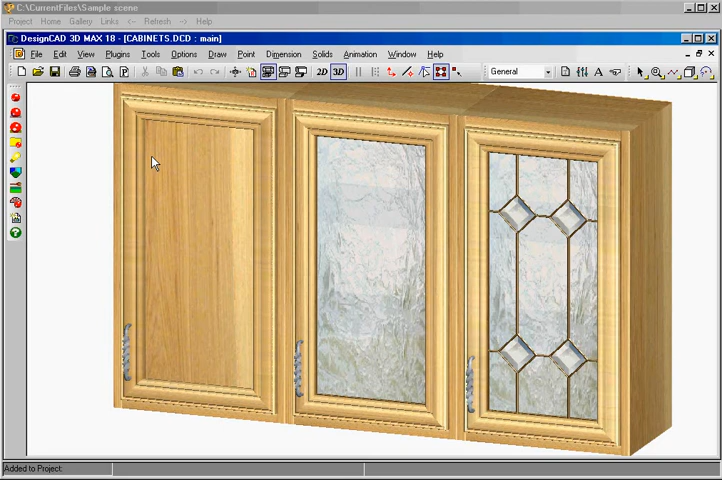 C:\CurrentFiles\Sample scene
Project Home Gallery Links <- Refresh -> Help
DesignCAD 3D MAX 18 - [CABINETS.DCD : main]
File Edit View Plugins Tools Options Draw Point Dimension Solids Animation Window Help
2D 3D General A
Added to Project: